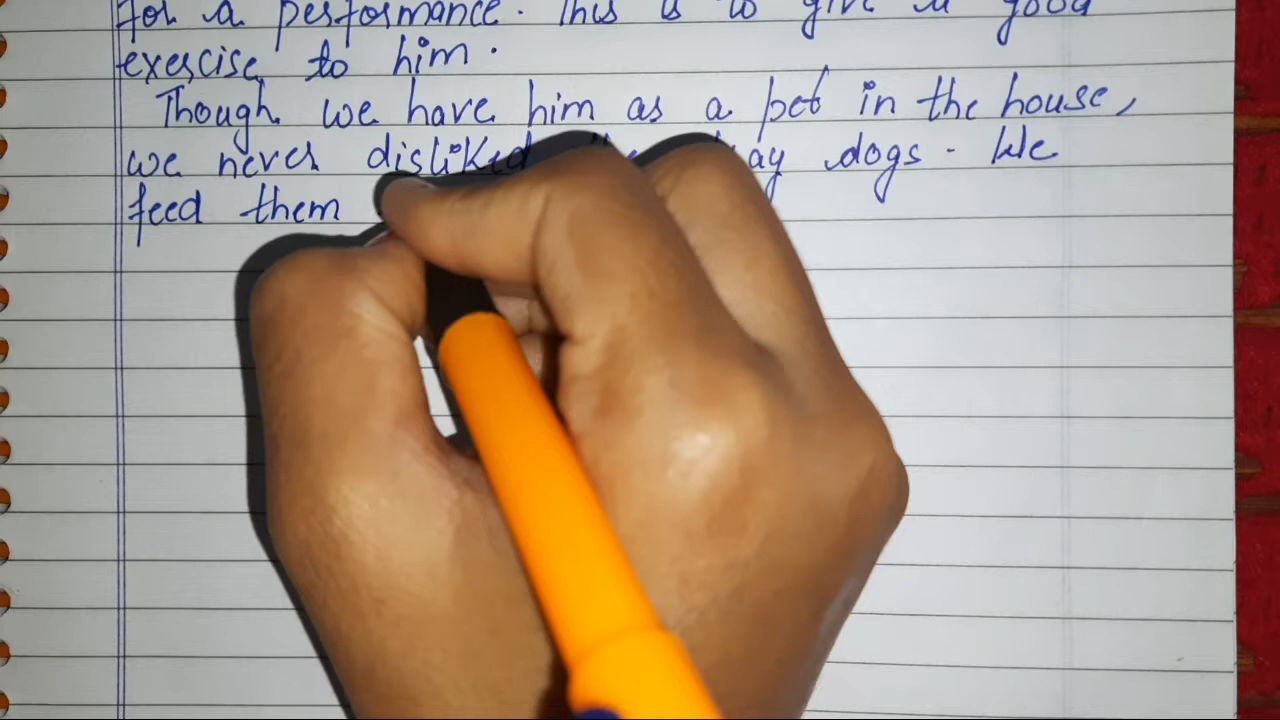 for a performance. This is to give a good
exercise to him.
Though we have him as a pet in the house,
we never disliked dogs. We
feed them